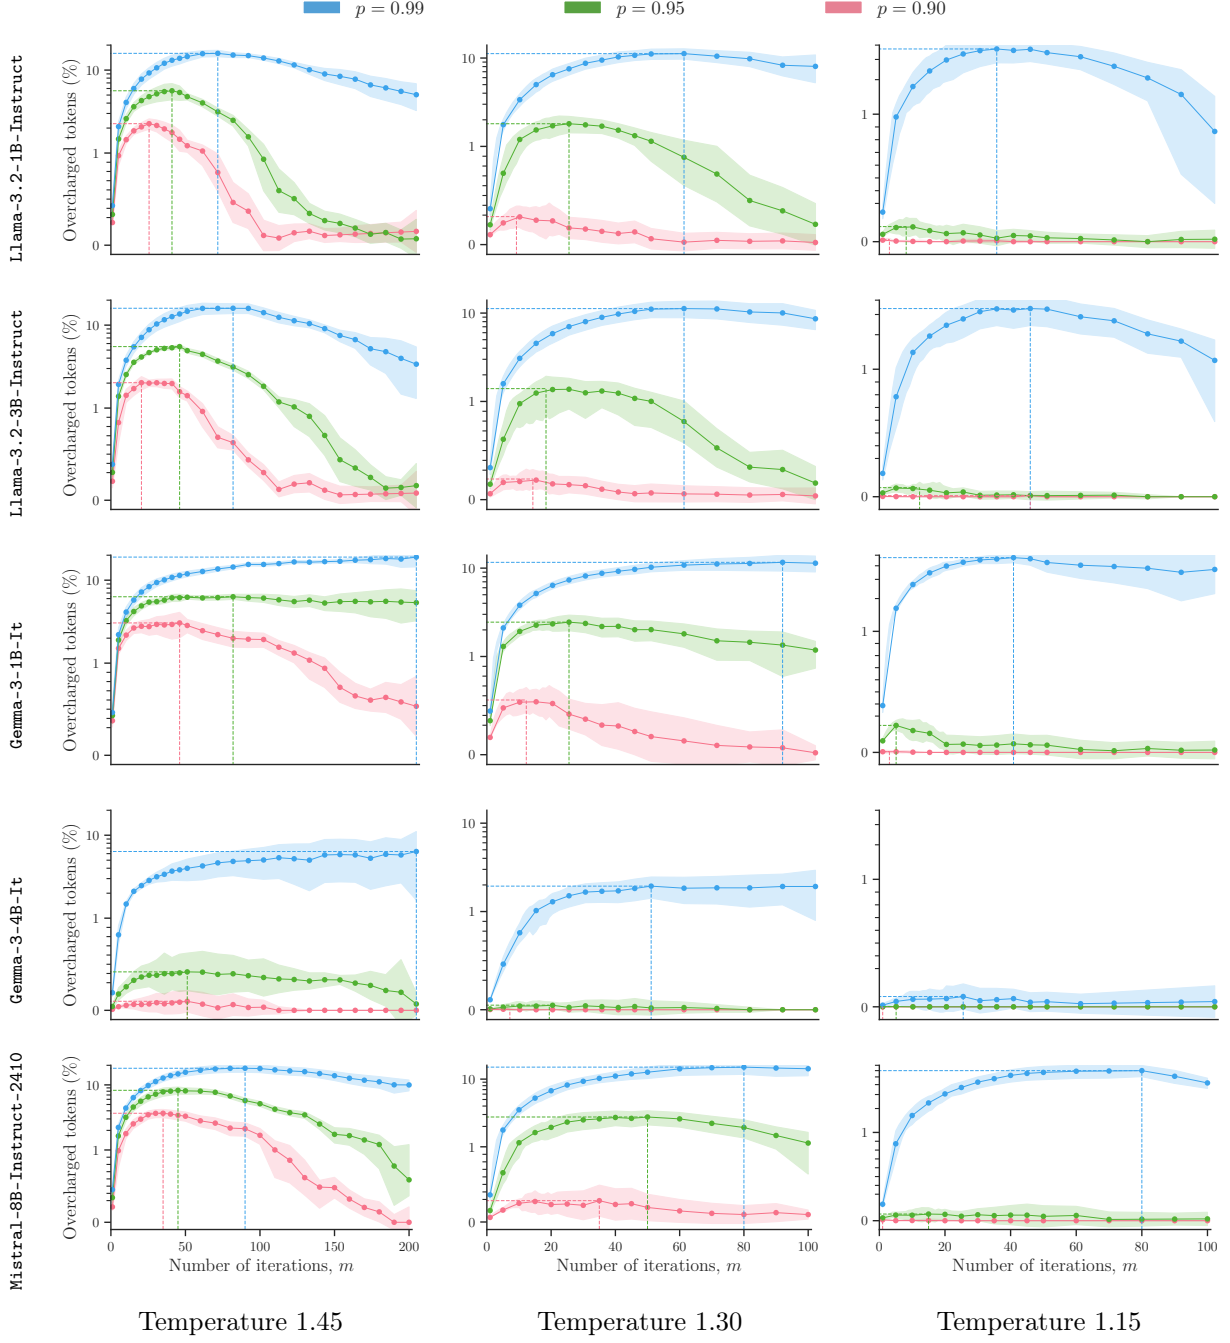 p = 0.99 p = 0.95 p = 0.90
Llama-3.2-1B-Instruct
Overcharged tokens (%)
10
1
0
10
1
0
1
0
Llama-3.2-3B-Instruct
Overcharged tokens (%)
10
1
0
10
1
0
1
0
Gemma-3-1B-It
Overcharged tokens (%)
10
1
0
10
1
0
1
0
Gemma-3-4B-It
Overcharged tokens (%)
10
1
0
1
0
1
0
Mistral-8B-Instruct-2410
Overcharged tokens (%)
10
1
0
10
1
0
1
0
0 50 100 150 200 0 20 40 60 80 100 0 20 40 60 80 100
Number of iterations, m Number of iterations, m Number of iterations, m
Temperature 1.45 Temperature 1.30 Temperature 1.15